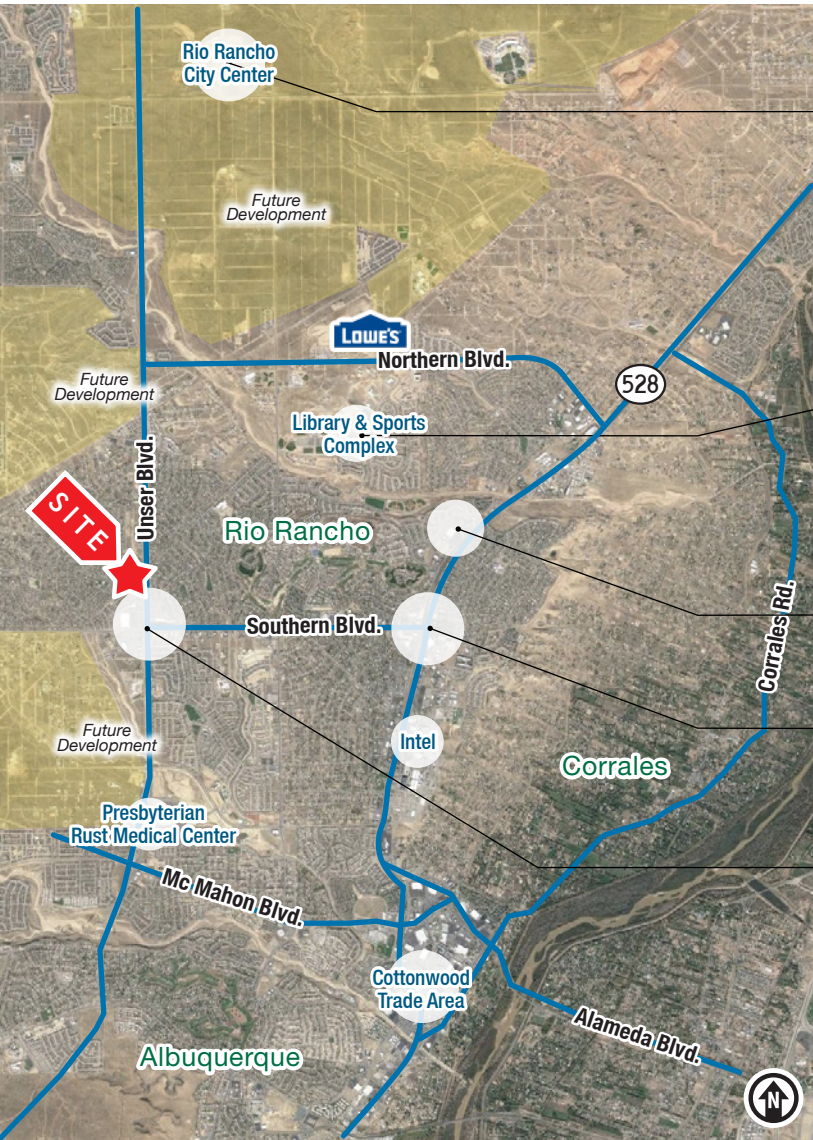 Rio Rancho
City Center
Future
Development
LOWE'S
Northern Blvd.
528
Future
Development
Library & Sports
Complex
Unser Blvd.
SITE
Rio Rancho
Southern Blvd.
Corrales Rd.
Intel
Corrales
Future
Development
Presbyterian
Rust Medical Center
Mc Mahon Blvd.
Cottonwood
Trade Area
Alameda Blvd.
Albuquerque
N